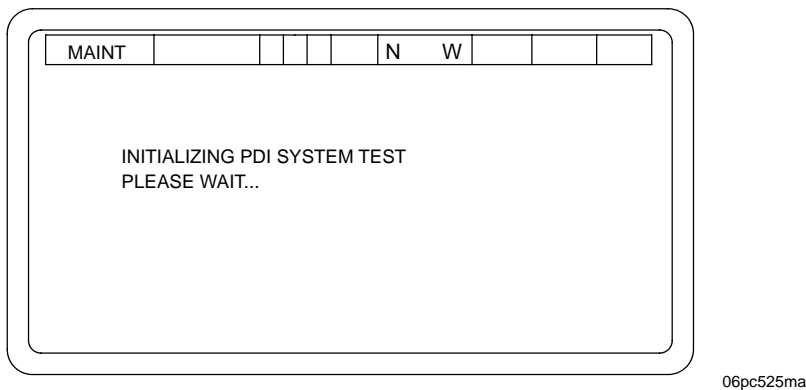 MAINT N W
INITIALIZING PDI SYSTEM TEST
PLEASE WAIT...
06pc525ma